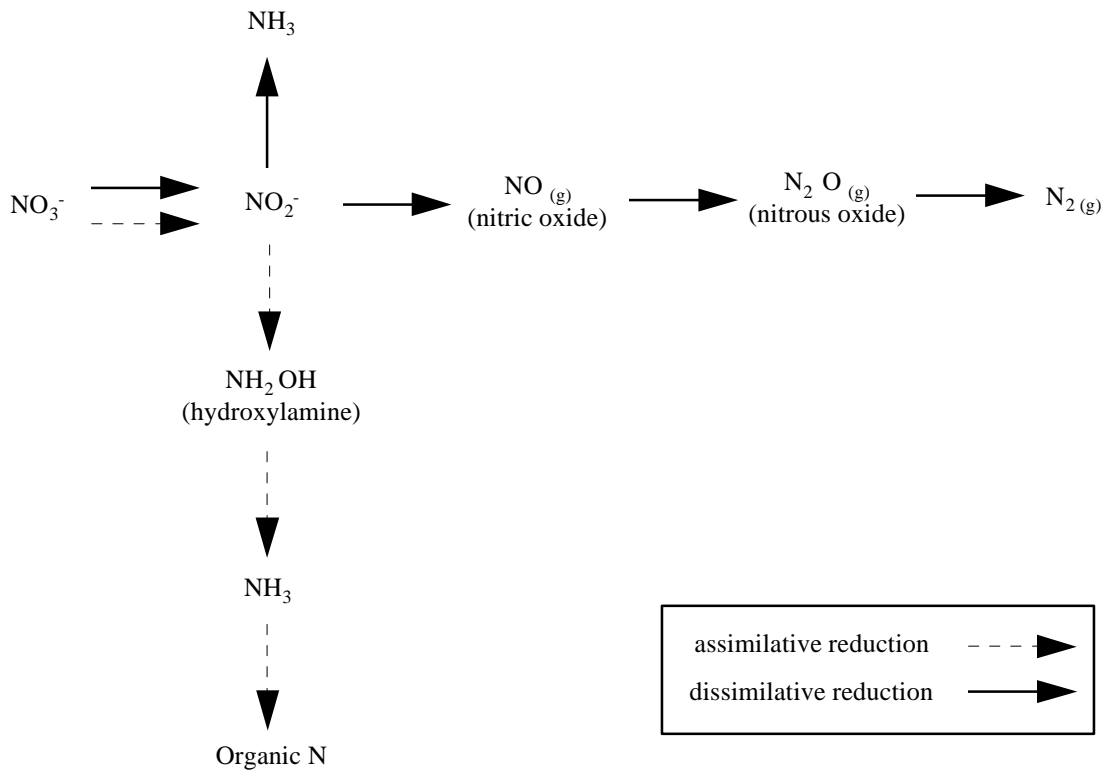 NH₃
NO₃⁻
NO₂⁻
NO (g)
(nitric oxide)
N₂ O (g)
(nitrous oxide)
N₂ (g)
NH₂ OH
(hydroxylamine)
NH₃
Organic N
assimilative reduction
dissimilative reduction